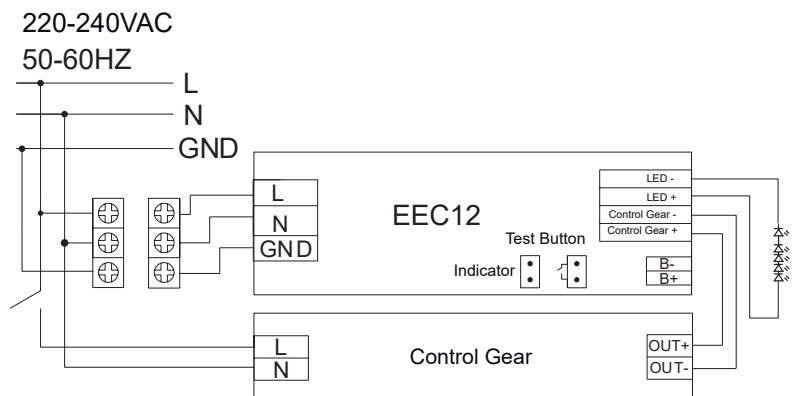 220-240VAC
50-60HZ
L
N
GND
L
N
GND
EEC12
LED -
LED +
Control Gear -
Control Gear +
Test Button
Indicator
B-
B+
L
N
Control Gear
OUT+
OUT-